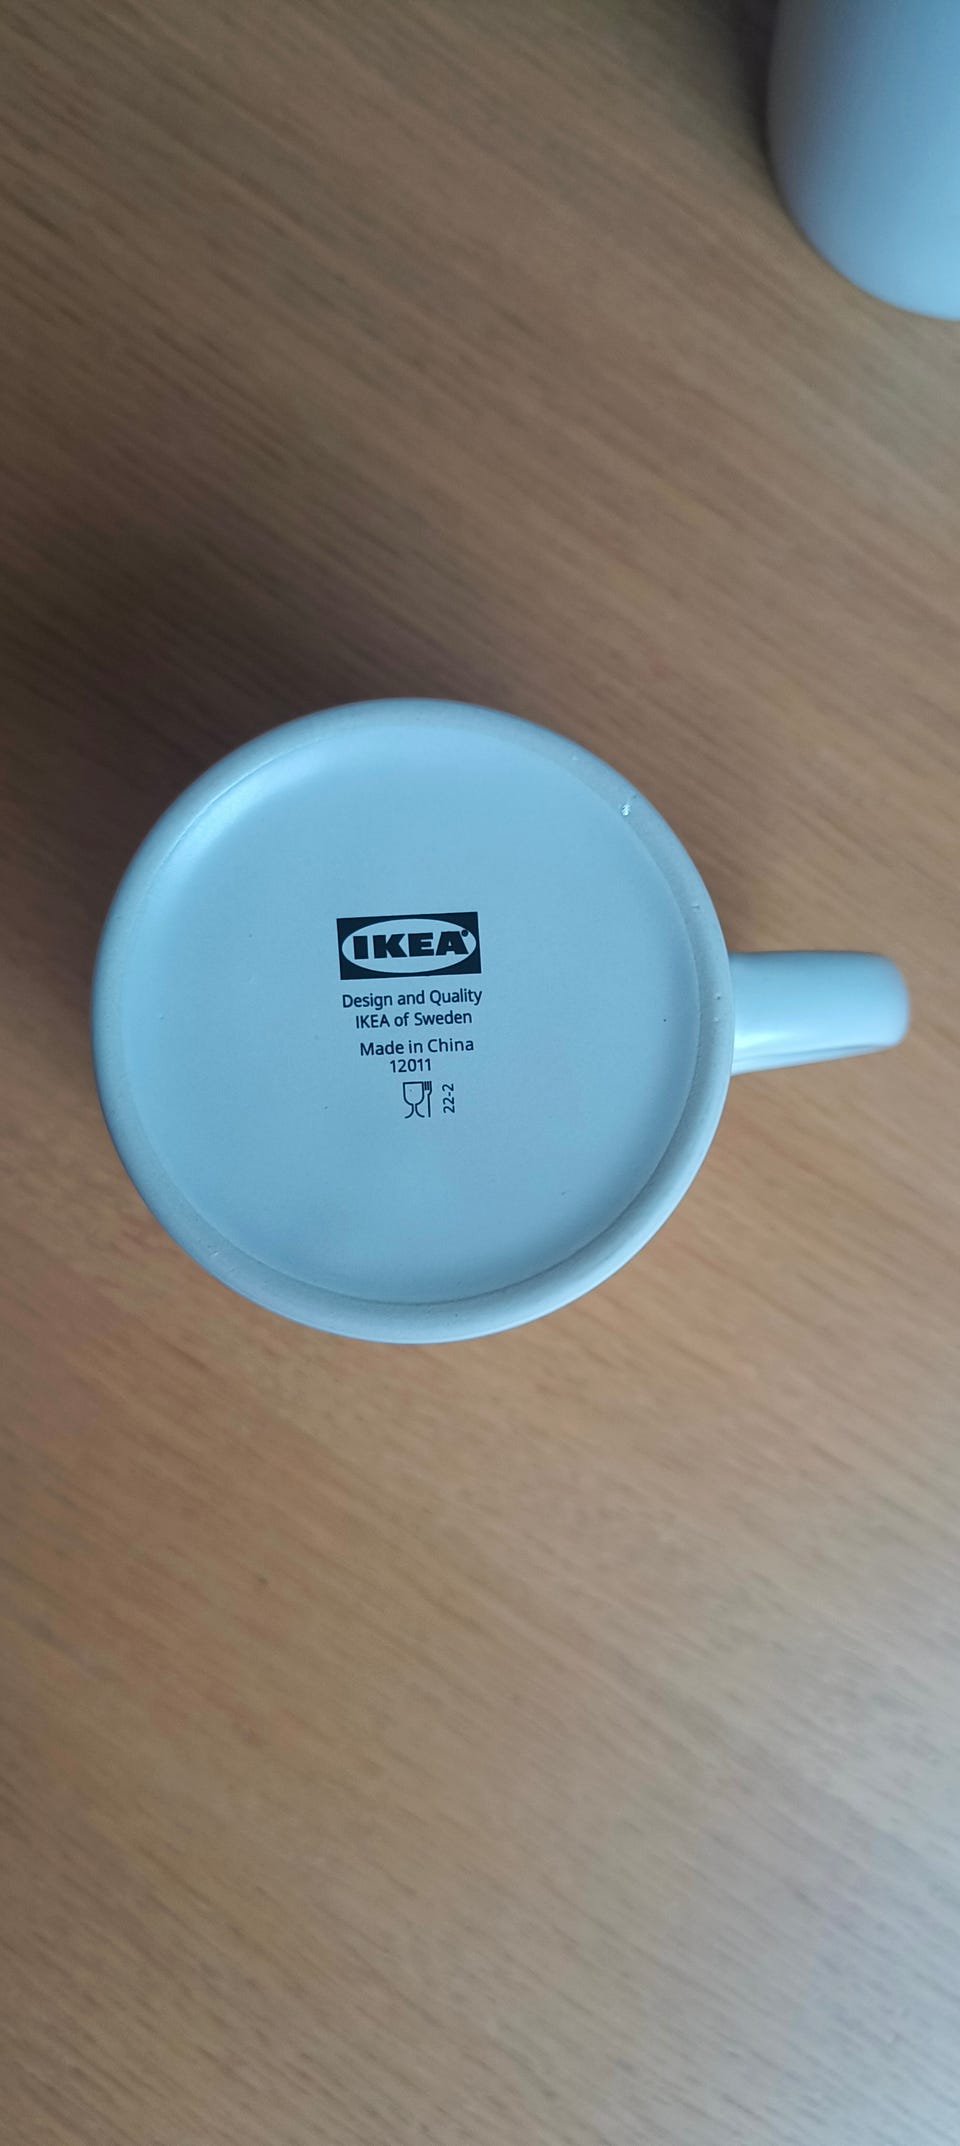 IKEA®
Design and Quality
IKEA of Sweden
Made in China
12011
22-2